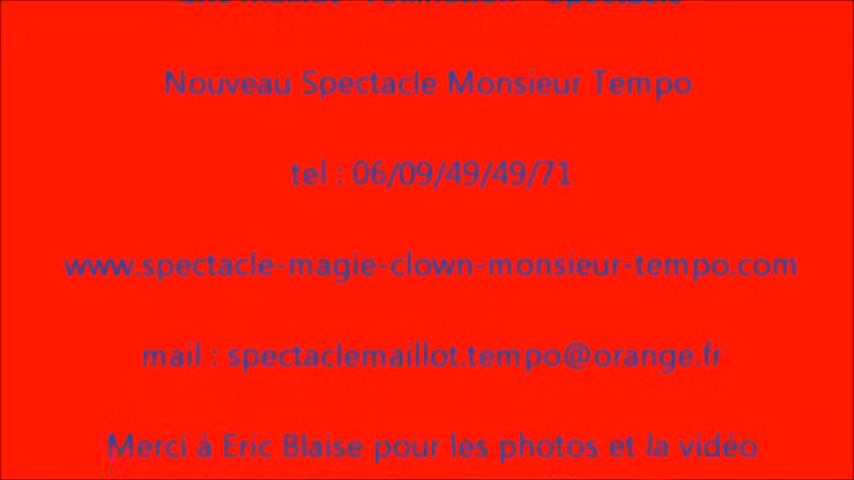 Nouveau Spectacle Monsieur Tempo
tel : 06/09/49/49/71
www.spectacle-magie-clown-monsieur-tempo.com
mail : spectaclemaillot.tempo@orange.fr
Merci à Eric Blaise pour les photos et la vidéo